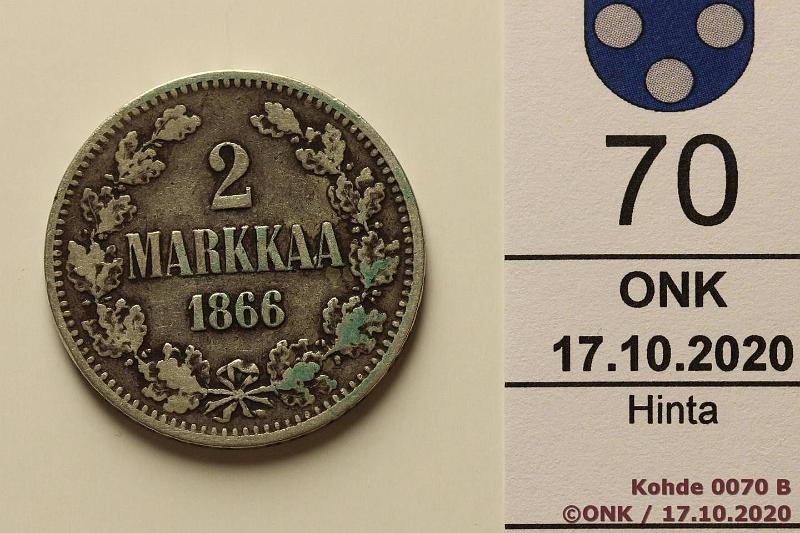 2
MARKKAA
1866
70
ONK
17.10.2020
Hinta
Kohde 0070 B
©ONK / 17.10.2020